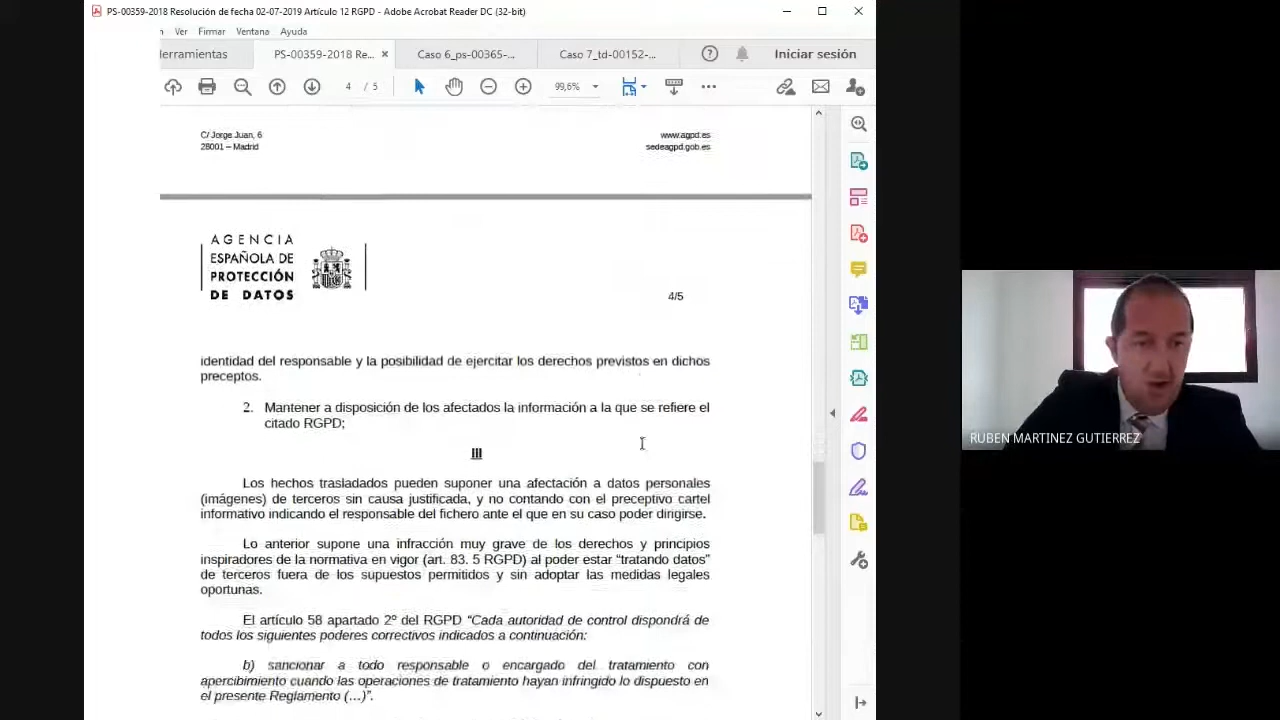 PS-00359-2018 Resolución de fecha 02-07-2019 Artículo 12 RGPD - Adobe Acrobat Reader DC (32-bit)
Ver Firmar Ventana Ayuda
erramientas PS-00359-2018 Re... × Caso 6_ps-00365-... Caso 7_td-00152-... Iniciar sesión
4 / 5 99,6%
C/ Jorge Juan, 6 www.agpd.es
28001 – Madrid sedeagpd.gob.es
AGENCIA
ESPAÑOLA DE
PROTECCIÓN
DE DATOS
4/5
identidad del responsable y la posibilidad de ejercitar los derechos previstos en dichos
preceptos.
2. Mantener a disposición de los afectados la información a la que se refiere el
citado RGPD;
III
Los hechos trasladados pueden suponer una afectación a datos personales
(imágenes) de terceros sin causa justificada, y no contando con el preceptivo cartel
informativo indicando el responsable del fichero ante el que en su caso poder dirigirse.
Lo anterior supone una infracción muy grave de los derechos y principios
inspiradores de la normativa en vigor (art. 83. 5 RGPD) al poder estar “tratando datos”
de terceros fuera de los supuestos permitidos y sin adoptar las medidas legales
oportunas.
El artículo 58 apartado 2º del RGPD “Cada autoridad de control dispondrá de
todos los siguientes poderes correctivos indicados a continuación:
b) sancionar a todo responsable o encargado del tratamiento con
apercibimiento cuando las operaciones de tratamiento hayan infringido lo dispuesto en
el presente Reglamento (…)”.
RUBEN MARTINEZ GUTIERREZ